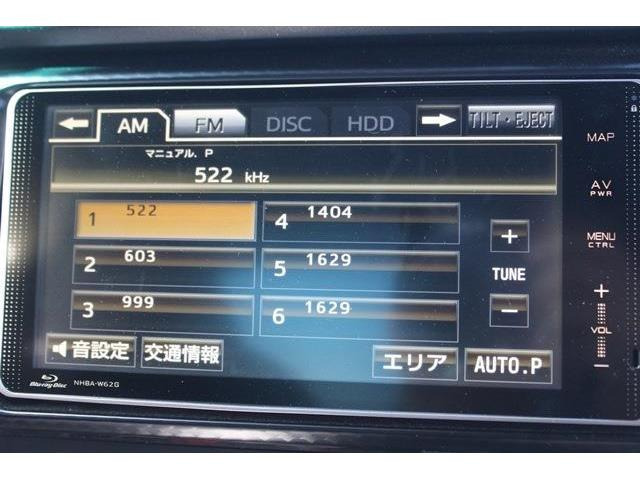 AM FM DISC HDD TILT・EJECT
マニュアル. P
522 kHz
1 522
4 1404
2 603
5 1629
3 999
6 1629
+
TUNE
−
音設定 交通情報
エリア AUTO.P
MAP
AV
PWR
MENU
CTRL
+
VOL
−
Blu-ray Disc NHBA-W62G